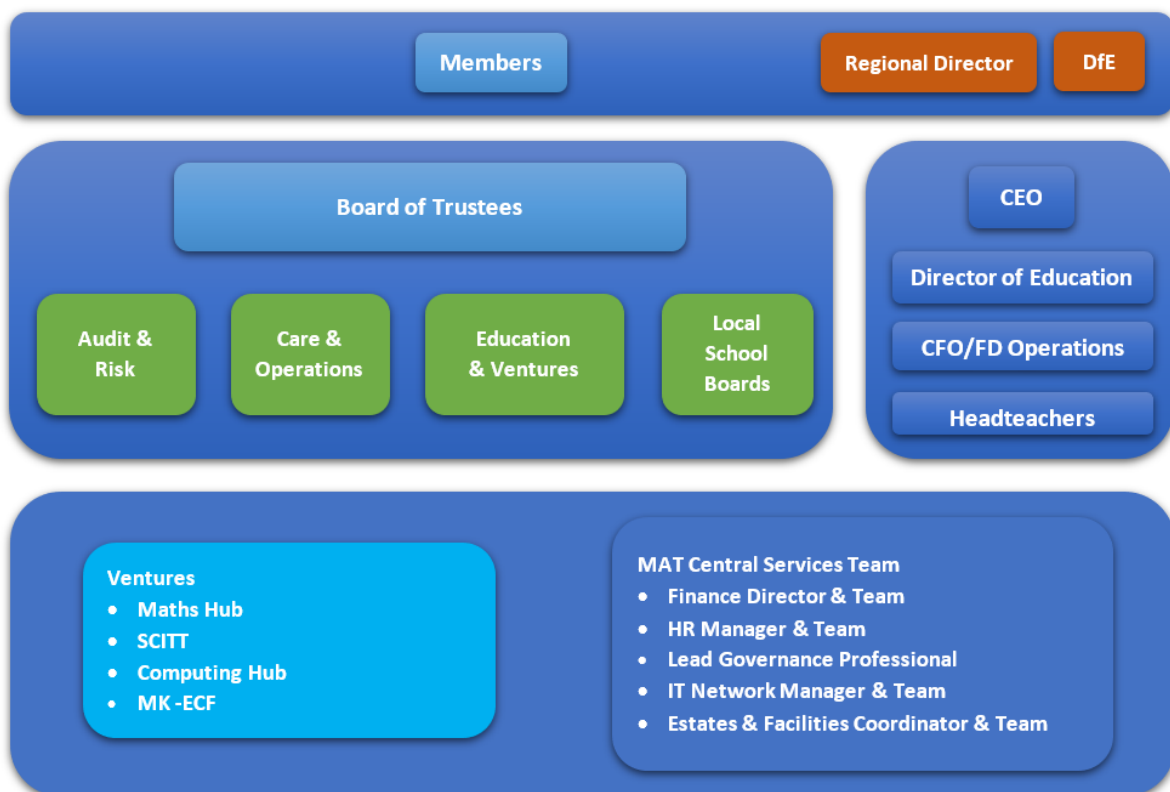 Members
Regional Director
DfE
Board of Trustees
Audit &
Risk
Care &
Operations
Education
& Ventures
Local
School
Boards
CEO
Director of Education
CFO/FD Operations
Headteachers
Ventures
• Maths Hub
• SCITT
• Computing Hub
• MK -ECF
MAT Central Services Team
• Finance Director & Team
• HR Manager & Team
• Lead Governance Professional
• IT Network Manager & Team
• Estates & Facilities Coordinator & Team